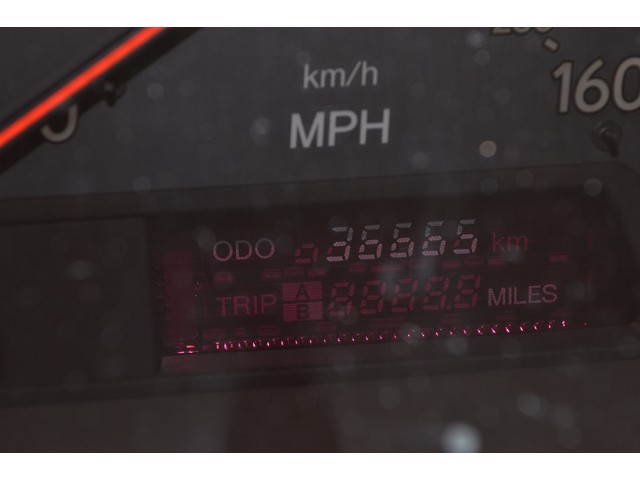 km/h
160
MPH
ODO 36665 km
TRIP A
B MILES